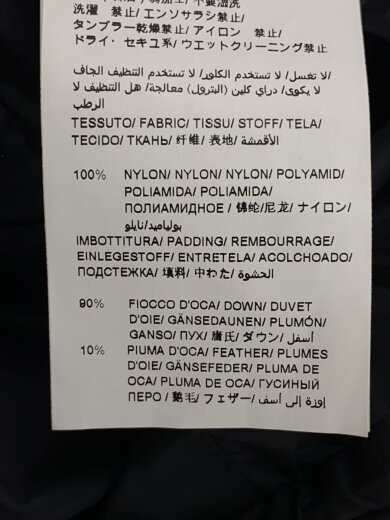 洗濯 禁止/ エンソサラシ禁止/
タンブラー乾燥禁止/ アイロン 禁止/
ドライ・セキユ系/ ウエットクリーニング禁止
/لا تغسل/ لا تستخدم الكلور/ لا تستخدم التنظيف الجاف
لا يكوى/ دراي كلين (البترول) معالجة/ هل التنظيف لا
الرطب
TESSUTO/ FABRIC/ TISSU/ STOFF/ TELA/
TECIDO/ ТКАНЬ/ 纤维/ 表地/ الأقمشة/
100% NYLON/ NYLON/ NYLON/ POLYAMID/
POLIAMIDA/ POLIAMIDA/
ПОЛИАМИДНОЕ / 锦纶/尼龙/ ナイロン/
بولياميد/نايلو
IMBOTTITURA/ PADDING/ REMBOURRAGE/
EINLEGESTOFF/ ENTRETELA/ ACOLCHOADO/
ПОДСТЕЖКА/ 填料/ 中わた/ الحشوة/
90% FIOCCO D'OCA/ DOWN/ DUVET
D'OIE/ GÄNSEDAUNEN/ PLUMÓN/
GANSO/ ПУХ/ 唐氏/ ダウン/ أسفل/
10% PIUMA D'OCA/ FEATHER/ PLUMES
D'OIE/ GÄNSEFEDER/ PLUMA DE
OCA/ PLUMA DE OCA/ ГУСИНЫЙ
ПЕРО / 鹅毛/ フェザー/ إوزة إلى أسف/